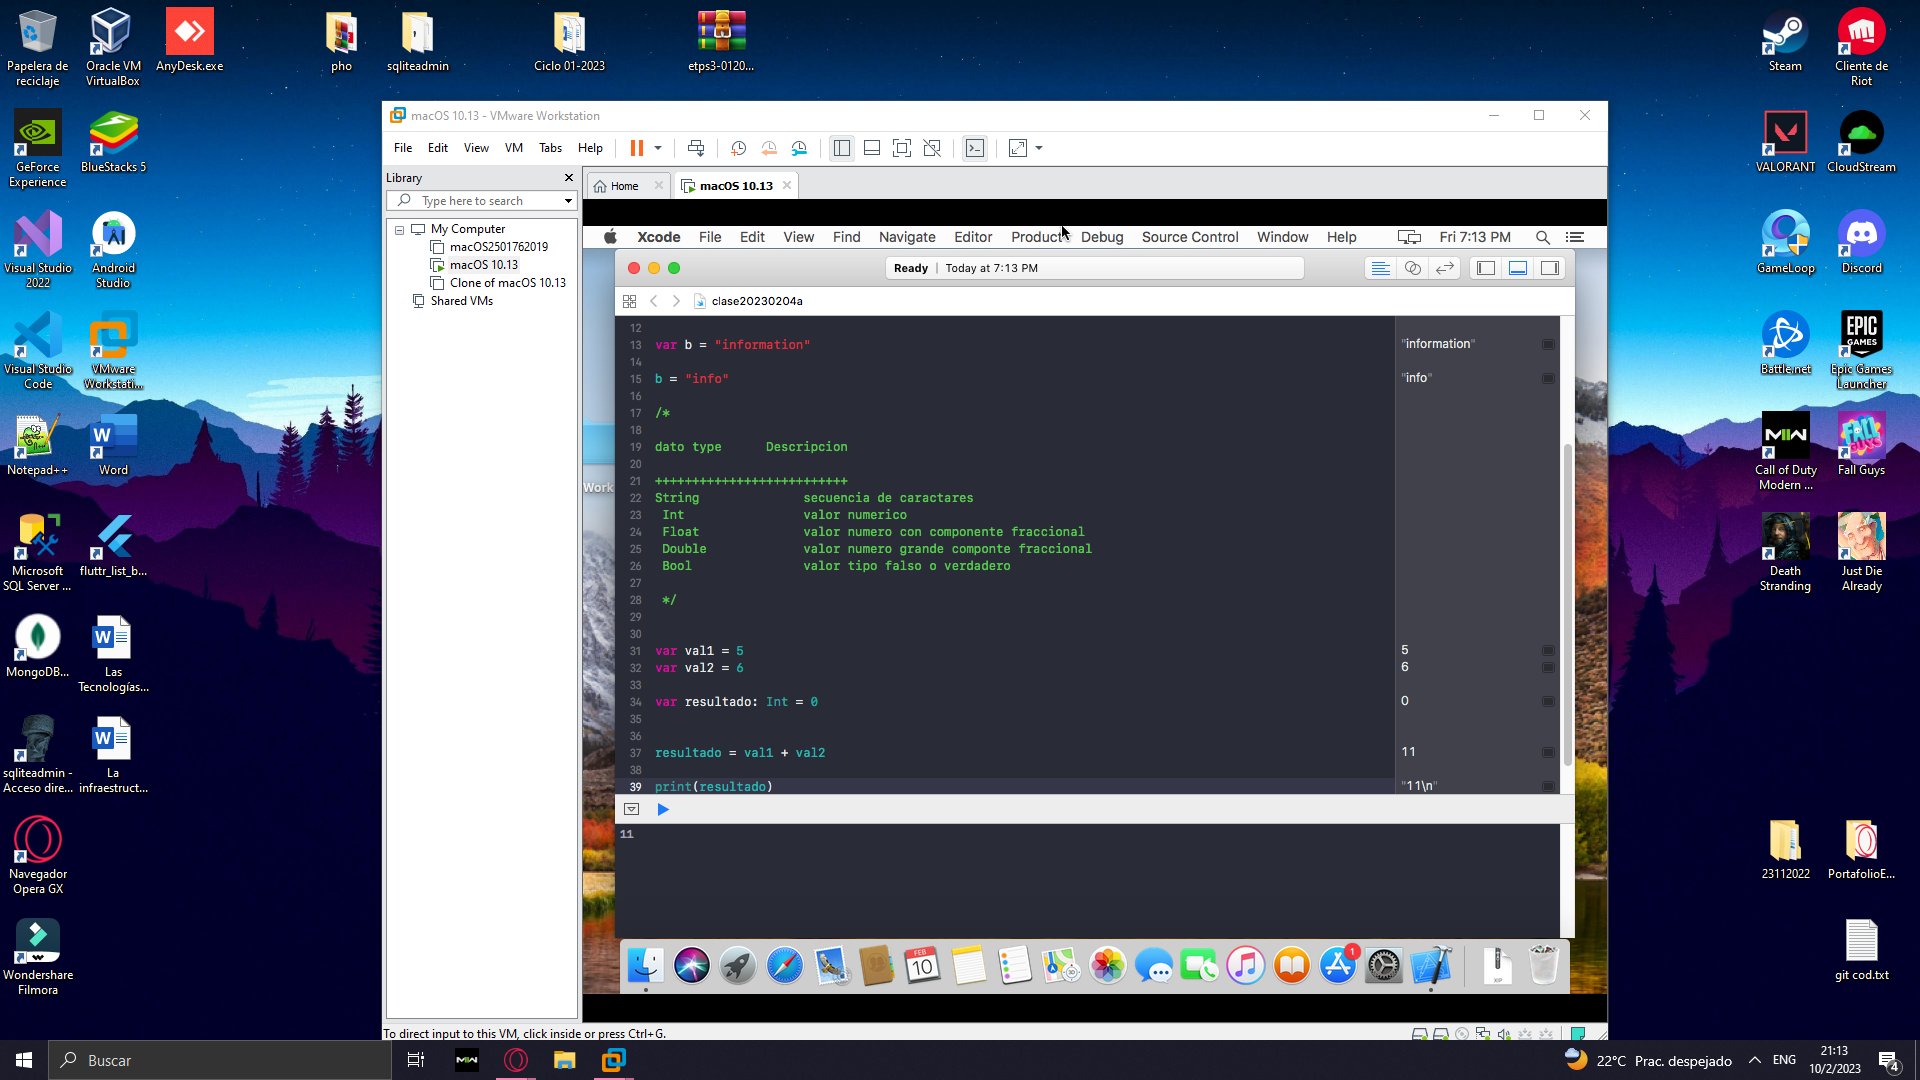 Papelera de reciclaje
Oracle VM VirtualBox
AnyDesk.exe
pho
sqliteadmin
Ciclo 01-2023
etps3-0120...
Steam
Cliente de Riot
GeForce Experience
BlueStacks 5
VALORANT
CloudStream
Visual Studio 2022
Android Studio
GameLoop
Discord
Visual Studio Code
VMware Workstati...
Battle.net
EPIC GAMES
Epic Games Launcher
Notepad++
Word
MW
Call of Duty Modern ...
FALL GUYS
Fall Guys
Microsoft SQL Server ...
fluttr_list_b...
Death Stranding
Just Die Already
MongoDB...
Las Tecnologías...
sqliteadmin - Acceso dire...
La infraestruct...
Navegador Opera GX
23112022
PortafolioE...
Wondershare Filmora
git cod.txt
macOS 10.13 - VMware Workstation
File Edit View VM Tabs Help
Library
Type here to search
My Computer
macOS2501762019
macOS 10.13
Clone of macOS 10.13
Shared VMs
Home
macOS 10.13
Xcode File Edit View Find Navigate Editor Product Debug Source Control Window Help Fri 7:13 PM
Ready | Today at 7:13 PM
clase20230204a
Work
12
13 var b = "information" "information"
14
15 b = "info" "info"
16
17 /*
18
19 dato type Descripcion
20
21 ++++++++++++++++++++++++++
22 String secuencia de caractares
23 Int valor numerico
24 Float valor numero con componente fraccional
25 Double valor numero grande componte fraccional
26 Bool valor tipo falso o verdadero
27
28 */
29
30
31 var val1 = 5 5
32 var val2 = 6 6
33
34 var resultado: Int = 0 0
35
36
37 resultado = val1 + val2 11
38
39 print(resultado) "11\n"
11
FEB
10
1
To direct input to this VM, click inside or press Ctrl+G.
Buscar
MW
22°C Prac. despejado
ENG
21:13
10/2/2023
4